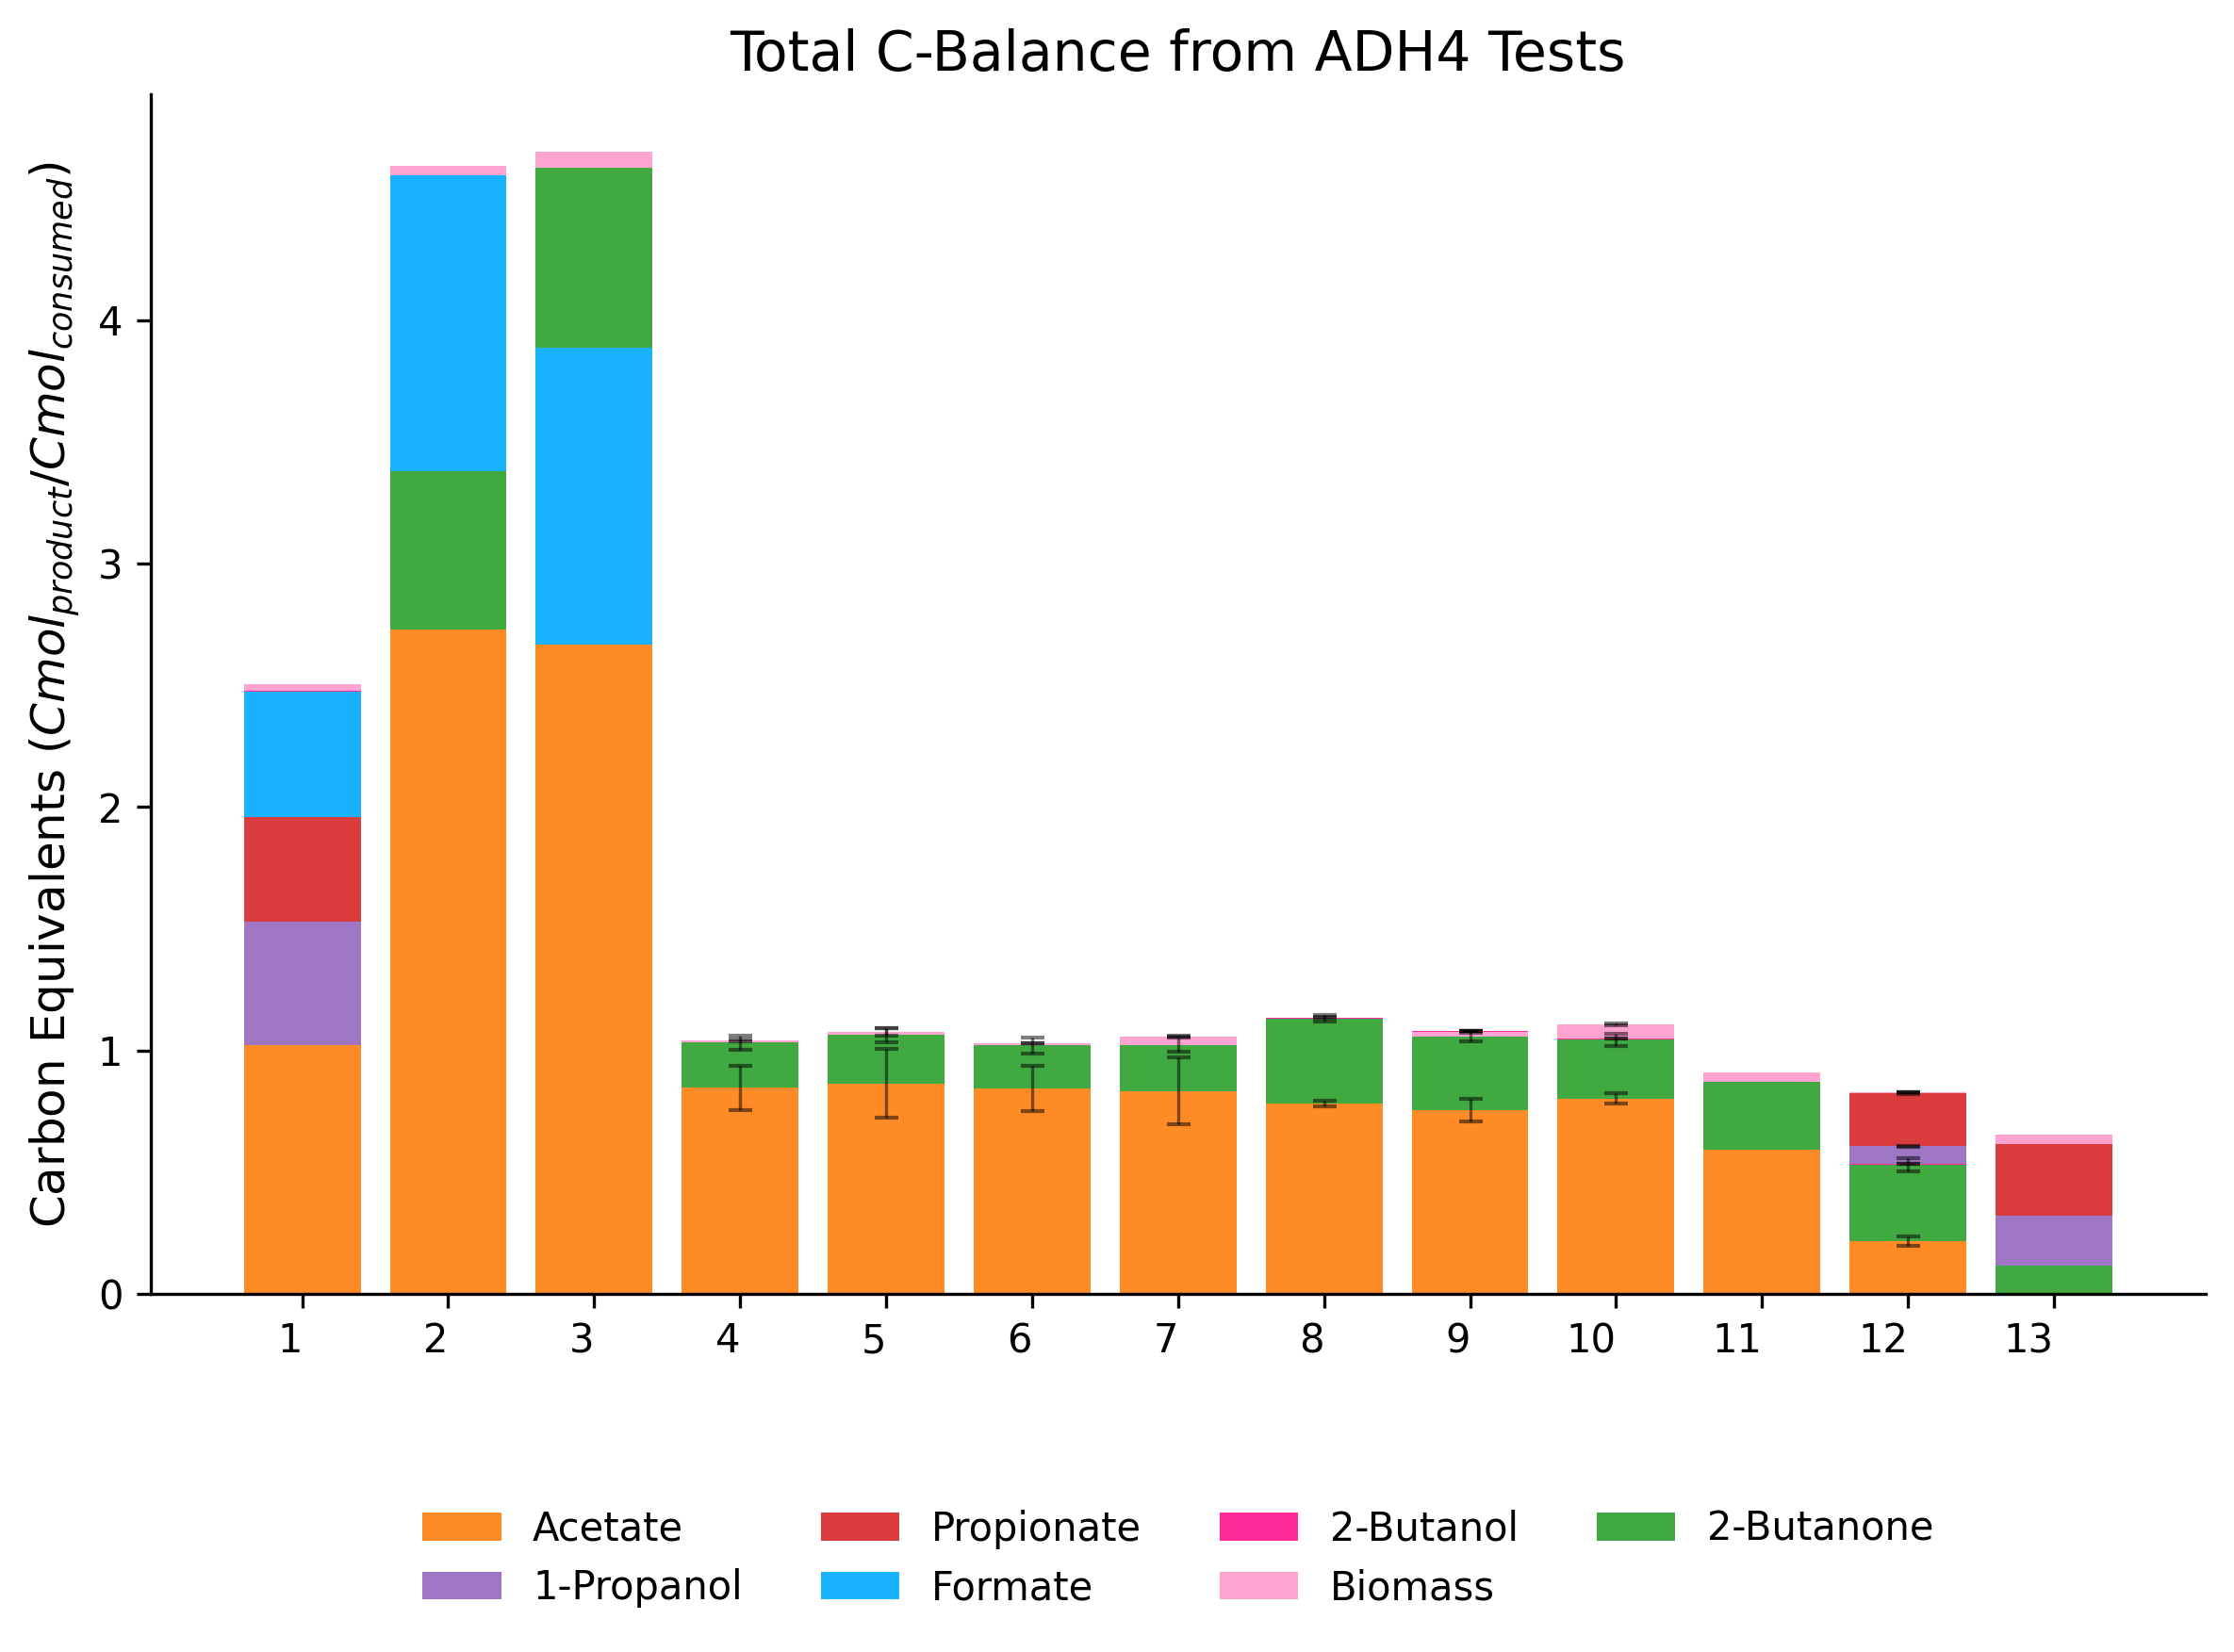 Total C-Balance from ADH4 Tests
Carbon Equivalents (Cmol_product/Cmol_consumed)
4
3
2
1
0
1 2 3 4 5 6 7 8 9 10 11 12 13
Acetate Propionate 2-Butanol 2-Butanone
1-Propanol Formate Biomass